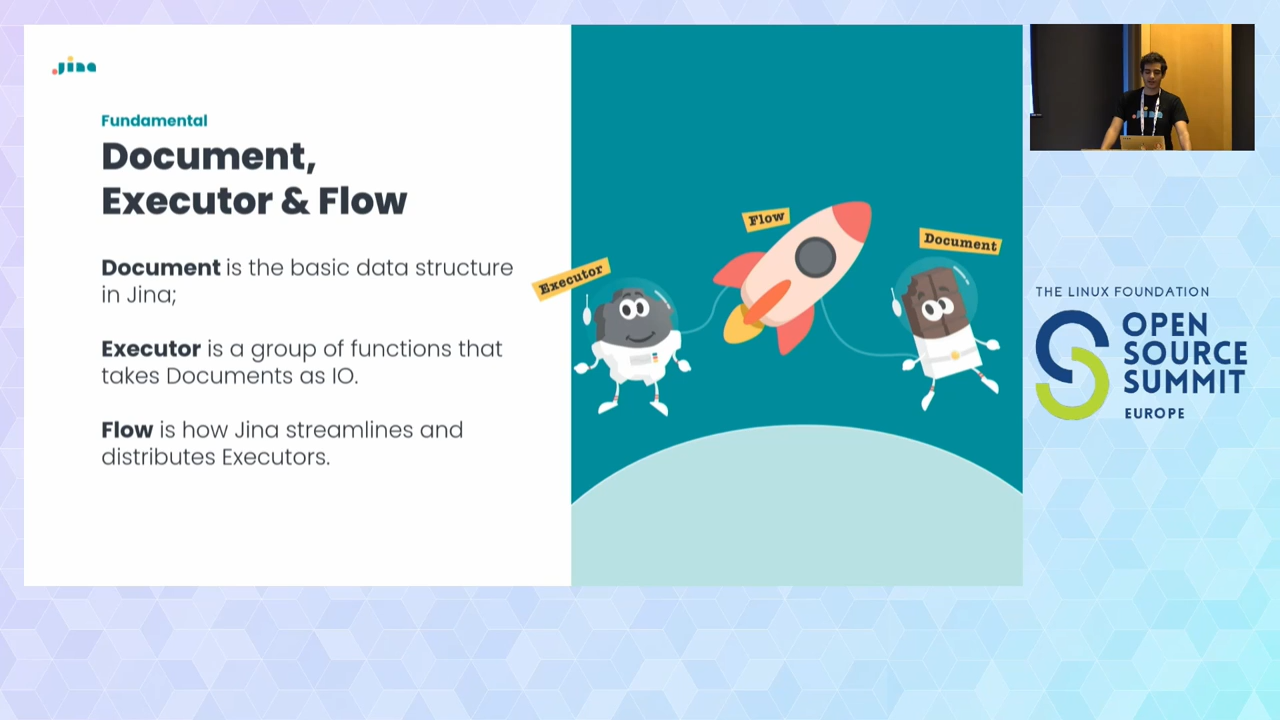 Jina
Fundamental
Document,
Executor & Flow
Document is the basic data structure
in Jina;
Executor is a group of functions that
takes Documents as IO.
Flow is how Jina streamlines and
distributes Executors.
Executor
Flow
Document
THE LINUX FOUNDATION
OPEN
SOURCE
SUMMIT
EUROPE